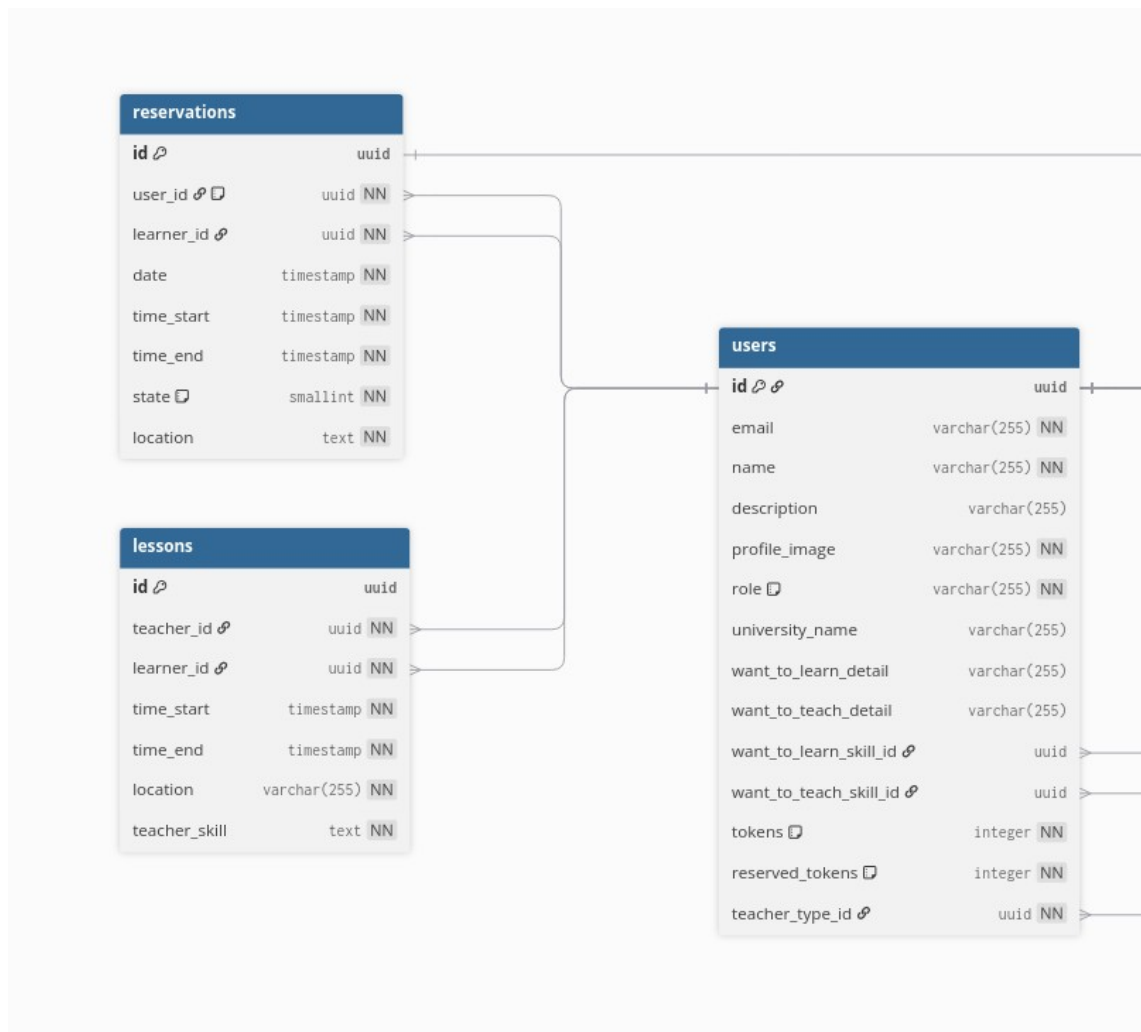 reservations
id uuid
user_id uuid NN
learner_id uuid NN
date timestamp NN
time_start timestamp NN
time_end timestamp NN
state smallint NN
location text NN
lessons
id uuid
teacher_id uuid NN
learner_id uuid NN
time_start timestamp NN
time_end timestamp NN
location varchar(255) NN
teacher_skill text NN
users
id uuid
email varchar(255) NN
name varchar(255) NN
description varchar(255)
profile_image varchar(255) NN
role varchar(255) NN
university_name varchar(255)
want_to_learn_detail varchar(255)
want_to_teach_detail varchar(255)
want_to_learn_skill_id uuid
want_to_teach_skill_id uuid
tokens integer NN
reserved_tokens integer NN
teacher_type_id uuid NN